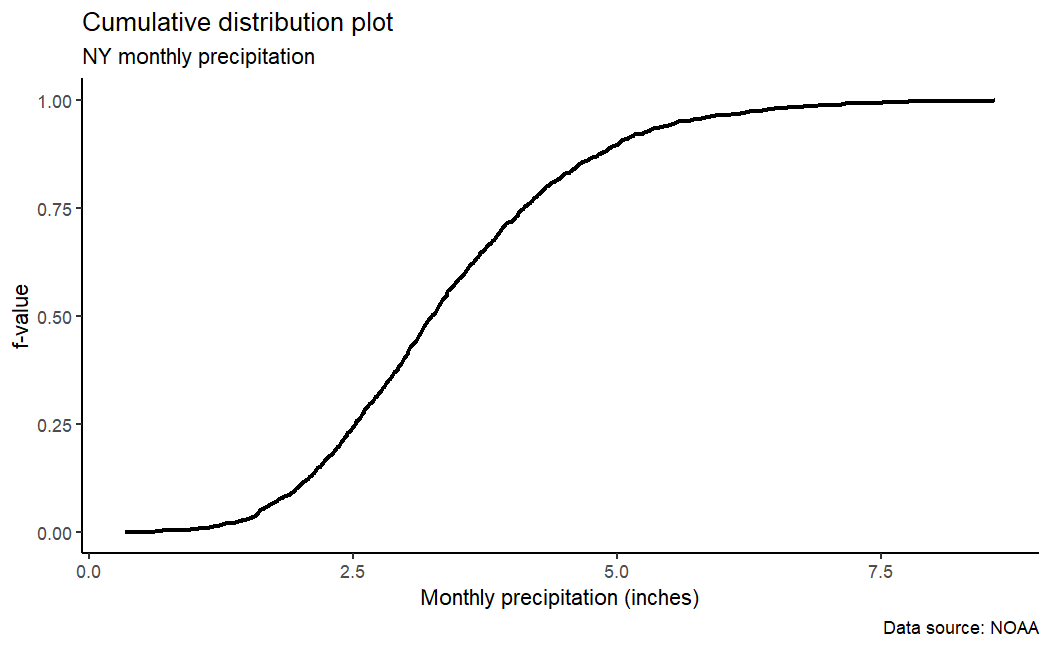 Cumulative distribution plot
NY monthly precipitation
1.00
0.75
0.50
0.25
0.00
f-value
0.0 2.5 5.0 7.5
Monthly precipitation (inches)
Data source: NOAA